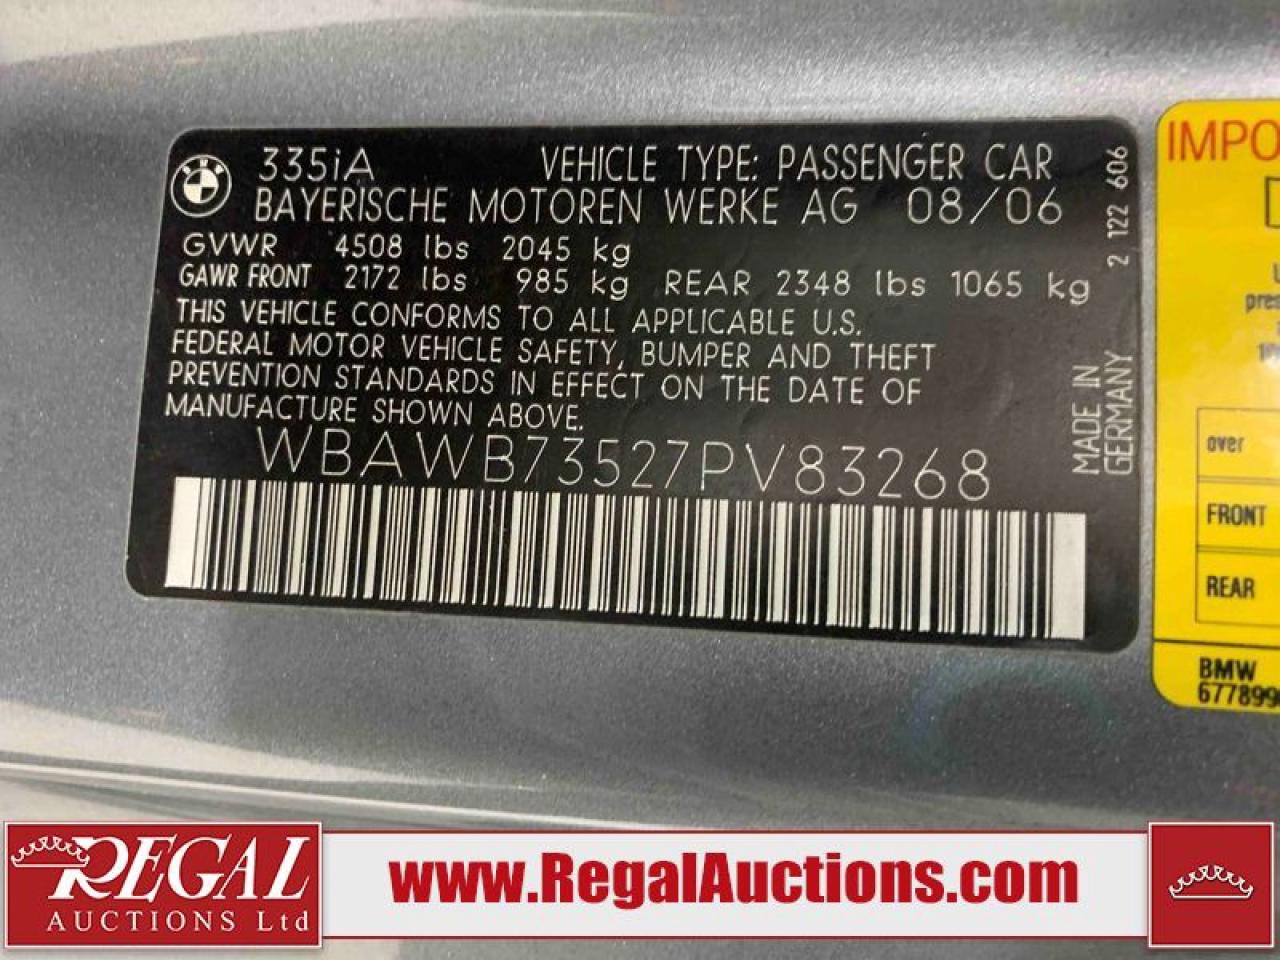 335iA VEHICLE TYPE: PASSENGER CAR
BAYERISCHE MOTOREN WERKE AG 08/06
GVWR 4508 lbs 2045 kg
GAWR FRONT 2172 lbs 985 kg REAR 2348 lbs 1065 kg
THIS VEHICLE CONFORMS TO ALL APPLICABLE U.S.
FEDERAL MOTOR VEHICLE SAFETY, BUMPER AND THEFT
PREVENTION STANDARDS IN EFFECT ON THE DATE OF
MANUFACTURE SHOWN ABOVE.
WBAWB73527PV83268
2 122 606
MADE IN
GERMANY
IMPO
pres
over
FRONT
REAR
BMW
677899
REGAL
AUCTIONS Ltd
www.RegalAuctions.com